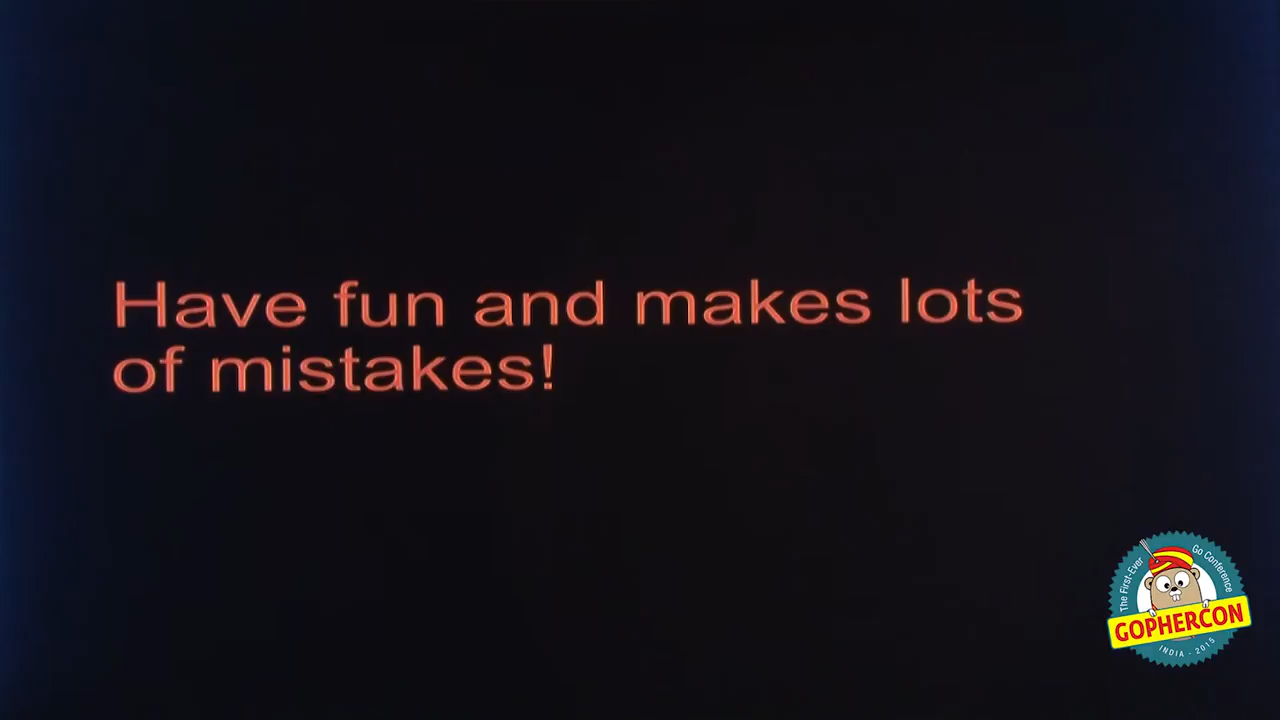 Have fun and makes lots
of mistakes!
The First-Ever
Go Conference
GOPHERCON
INDIA - 2015